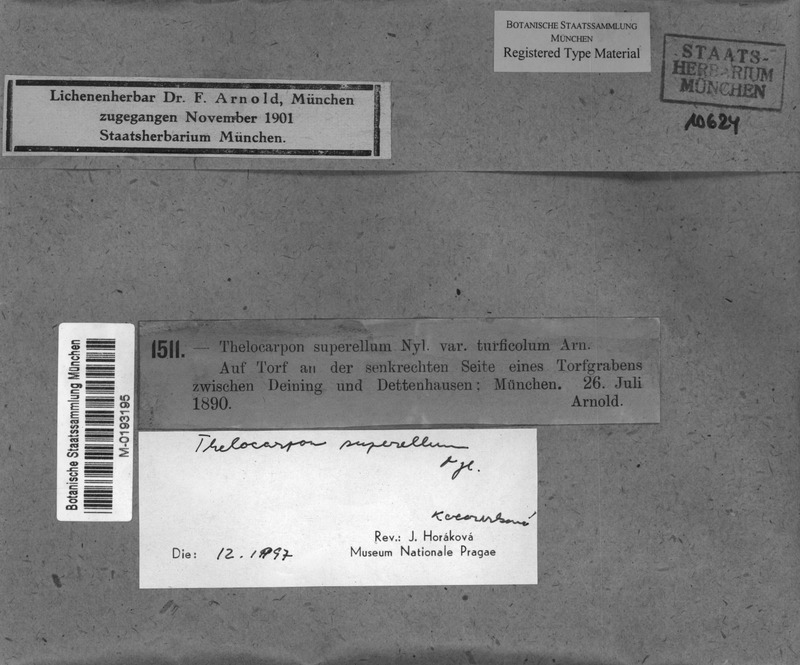 BOTANISCHE STAATSSAMMLUNG
MÜNCHEN
Registered Type Material
STAATS-
HERBARIUM
MÜNCHEN
10624
Lichenenherbar Dr. F. Arnold, München
zugegangen November 1901
Staatsherbarium München.
Botanische Staatssammlung München
M-0193195
1511. — Thelocarpon superellum Nyl. var. turficolum Arn.
Auf Torf an der senkrechten Seite eines Torfgrabens
zwischen Deining und Dettenhausen: München. 26. Juli
1890. Arnold.
Thelocarpon superellum
Nyl.
Rev.: J. Horáková
Die: 12. 1997 Museum Nationale Pragae